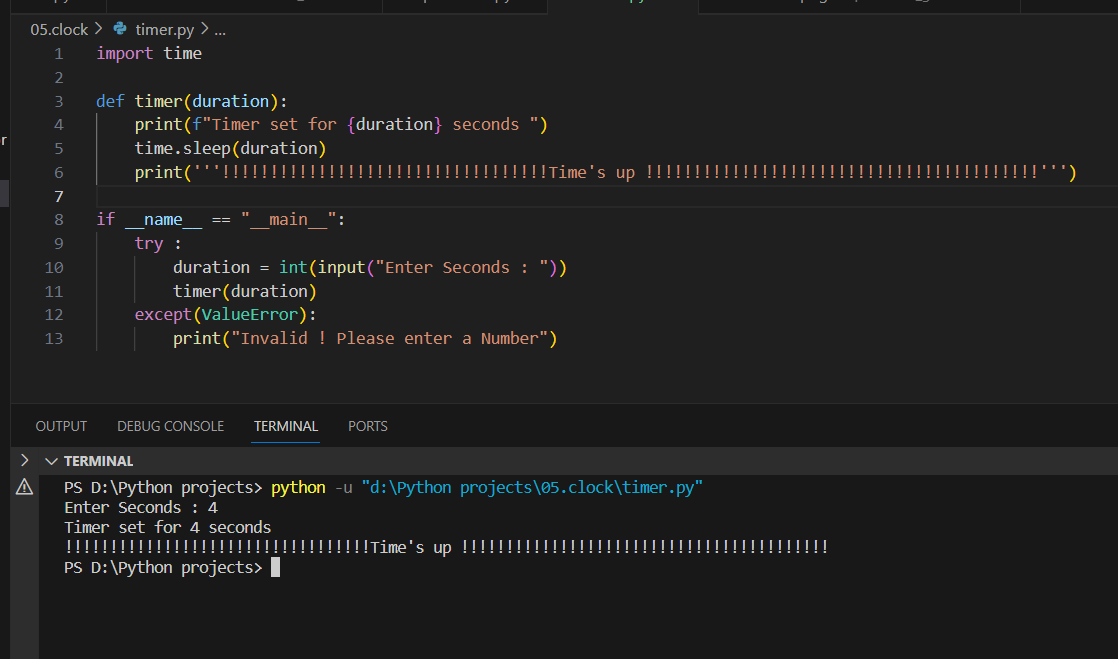 05.clock > timer.py > ...
1 import time
2
3 def timer(duration):
4 print(f"Timer set for {duration} seconds ")
5 time.sleep(duration)
6 print('''!!!!!!!!!!!!!!!!!!!!!!!!!!!!!!!!!!Time's up !!!!!!!!!!!!!!!!!!!!!!!!!!!!!!!!!!!!!!!!!''')
7
8 if __name__ == "__main__":
9 try :
10 duration = int(input("Enter Seconds : "))
11 timer(duration)
12 except(ValueError):
13 print("Invalid ! Please enter a Number")
OUTPUT DEBUG CONSOLE TERMINAL PORTS
TERMINAL
PS D:\Python projects> python -u "d:\Python projects\05.clock\timer.py"
Enter Seconds : 4
Timer set for 4 seconds
!!!!!!!!!!!!!!!!!!!!!!!!!!!!!!!!!!Time's up !!!!!!!!!!!!!!!!!!!!!!!!!!!!!!!!!!!!!!!!!
PS D:\Python projects>